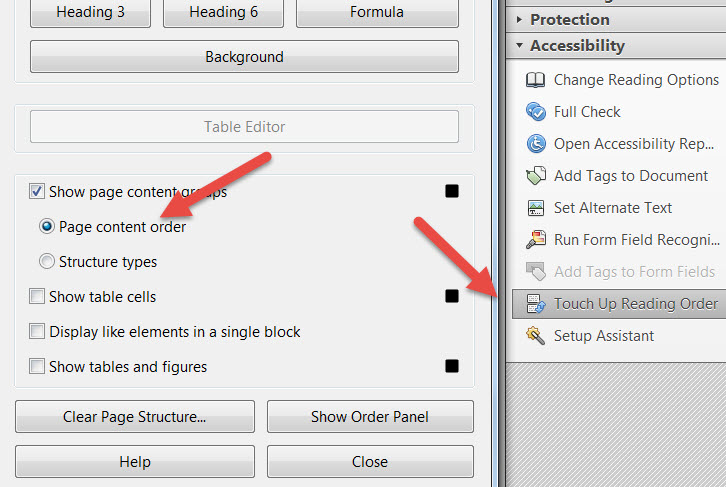 Heading 3
Heading 6
Formula
Background
Table Editor
Show page content groups
Page content order
Structure types
Show table cells
Display like elements in a single block
Show tables and figures
Clear Page Structure...
Show Order Panel
Help
Close
Protection
Accessibility
Change Reading Options
Full Check
Open Accessibility Rep...
Add Tags to Document
Set Alternate Text
Run Form Field Recogni...
Add Tags to Form Fields
Touch Up Reading Order
Setup Assistant